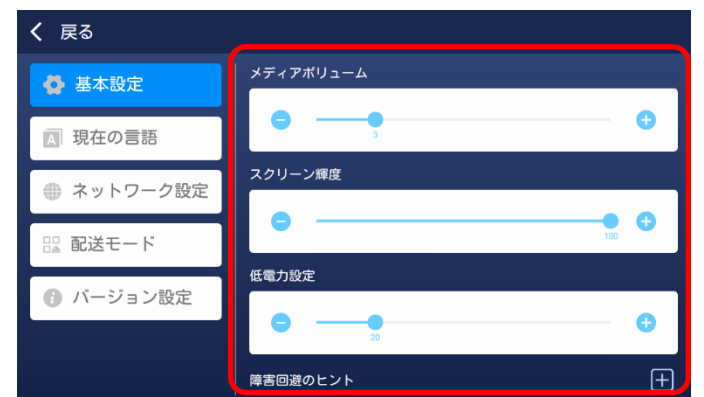 戻る
基本設定
現在の言語
ネットワーク設定
配送モード
バージョン設定
メディアボリューム
3
スクリーン輝度
100
低電力設定
20
障害回避のヒント